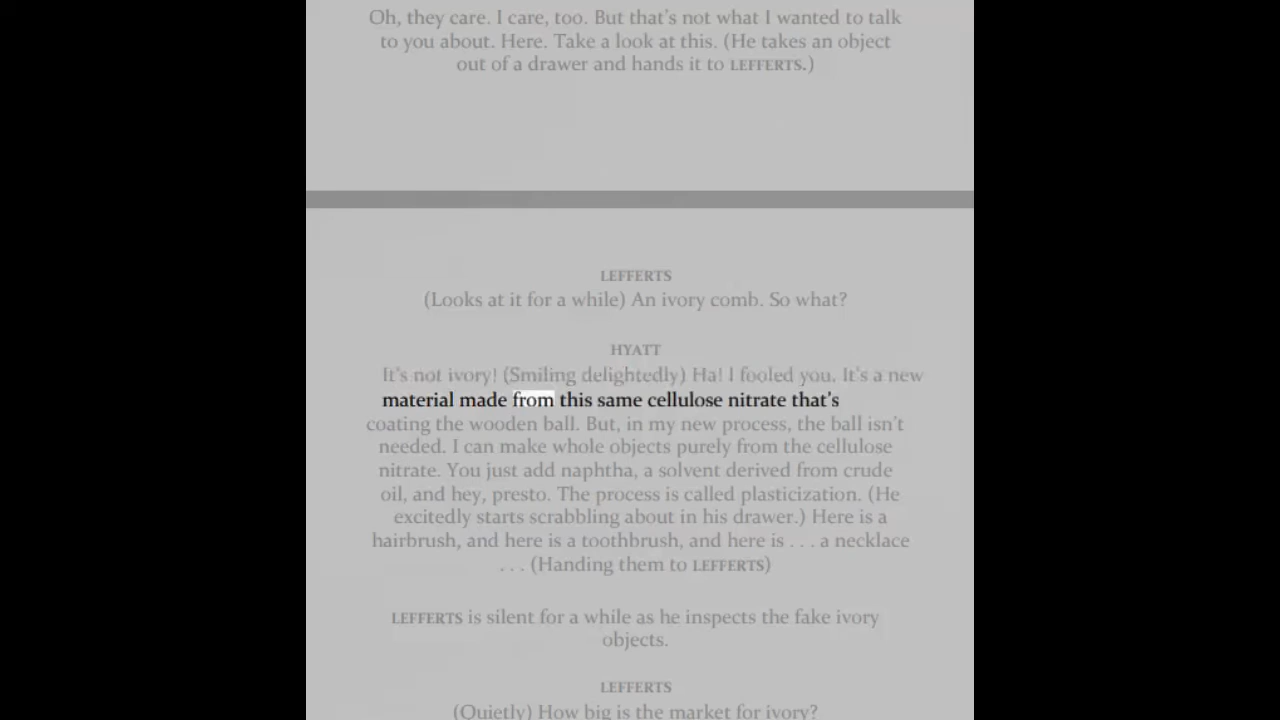 Oh, they care. I care, too. But that's not what I wanted to talk
to you about. Here. Take a look at this. (He takes an object
out of a drawer and hands it to LEFFERTS.)
LEFFERTS
(Looks at it for a while) An ivory comb. So what?
HYATT
It's not ivory! (Smiling delightedly) Ha! I fooled you. It's a new
material made from this same cellulose nitrate that's
coating the wooden ball. But, in my new process, the ball isn't
needed. I can make whole objects purely from the cellulose
nitrate. You just add naphtha, a solvent derived from crude
oil, and hey, presto. The process is called plasticization. (He
excitedly starts scrabbling about in his drawer.) Here is a
hairbrush, and here is a toothbrush, and here is . . . a necklace
. . . (Handing them to LEFFERTS)
LEFFERTS is silent for a while as he inspects the fake ivory
objects.
LEFFERTS
(Quietly) How big is the market for ivory?